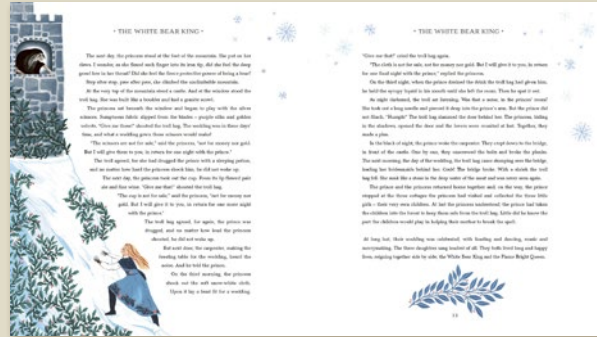 · THE WHITE BEAR KING ·
The next day, the princess stood at the foot of the mountain. She put on her
claws. I wonder, as she flexed each finger into its iron tip, did she feel the deep
growl low in her throat? Did she feel the fierce protective power of being a bear?
Step after step, paw after paw, she climbed the unclimbable mountain.
At the very top of the mountain stood a castle. And at the window stood the
troll hag. She was built like a boulder and had a granite scowl.
The princess sat beneath the window and began to play with the silver
scissors. Sumptuous fabric slipped from the blades – purple silks and golden
velvets. "Give me those!" shouted the troll hag. The wedding was in three days'
time, and what a wedding gown those scissors would make!
"The scissors are not for sale," said the princess, "not for money nor gold.
But I will give them to you, in return for one night with the prince."
The troll agreed, for she had drugged the prince with a sleeping potion,
and no matter how hard the princess shook him, he did not wake up.
The next day, the princess took out the cup. From its lip flowed pale
ale and fine wine. "Give me that!" shouted the troll hag.
"The cup is not for sale," said the princess, "not for money nor
gold. But I will give it to you, in return for one more night
with the prince."
The troll hag agreed, for again, the prince was
drugged, and no matter how loud the princess
shouted, he did not wake up.
But next door, the carpenter, making the
feasting table for the wedding, heard the
noise. And he told the prince.
On the third morning, the princess
shook out the soft snow-white cloth.
Upon it lay a feast fit for a wedding.
· THE WHITE BEAR KING ·
"Give me that!" cried the troll hag again.
"The cloth is not for sale, not for money nor gold. But I will give it to you, in return
for one final night with the prince," replied the princess.
On the third night, when the prince drained the drink the troll hag had given him,
he held the syrupy liquid in his mouth until she left the room. Then he spat it out.
As night darkened, the troll sat listening. Was that a noise, in the princes' room?
She took out a long needle and pierced it deep into the prince's arm. But the prince did
not flinch. "Humph!" The troll hag slammed the door behind her. The princess, hiding
in the shadows, opened the door and the lovers were reunited at last. Together, they
made a plan.
In the black of night, the prince woke the carpenter. They crept down to the bridge,
in front of the castle. One by one, they unscrewed the bolts and broke the planks.
The next morning, the day of the wedding, the troll hag came stomping over the bridge,
leading her bridesmaids behind her. Crack! The bridge broke. With a shriek the troll
hag fell. She sank like a stone in the deep water of the moat and was never seen again.
The prince and the princess returned home together and, on the way, the prince
stopped at the three cottages the princess had visited and collected the three little
girls – their very own children. At last the princess understood: the prince had taken
the children into the forest to keep them safe from the troll hag. Little did he know the
part the children would play in helping their mother to break the spell.
At long last, their wedding was celebrated, with feasting and dancing, music and
merrymaking. The three daughters sang loudest of all. They both lived long and happy
lives, reigning together side by side, the White Bear King and the Fierce Bright Queen.